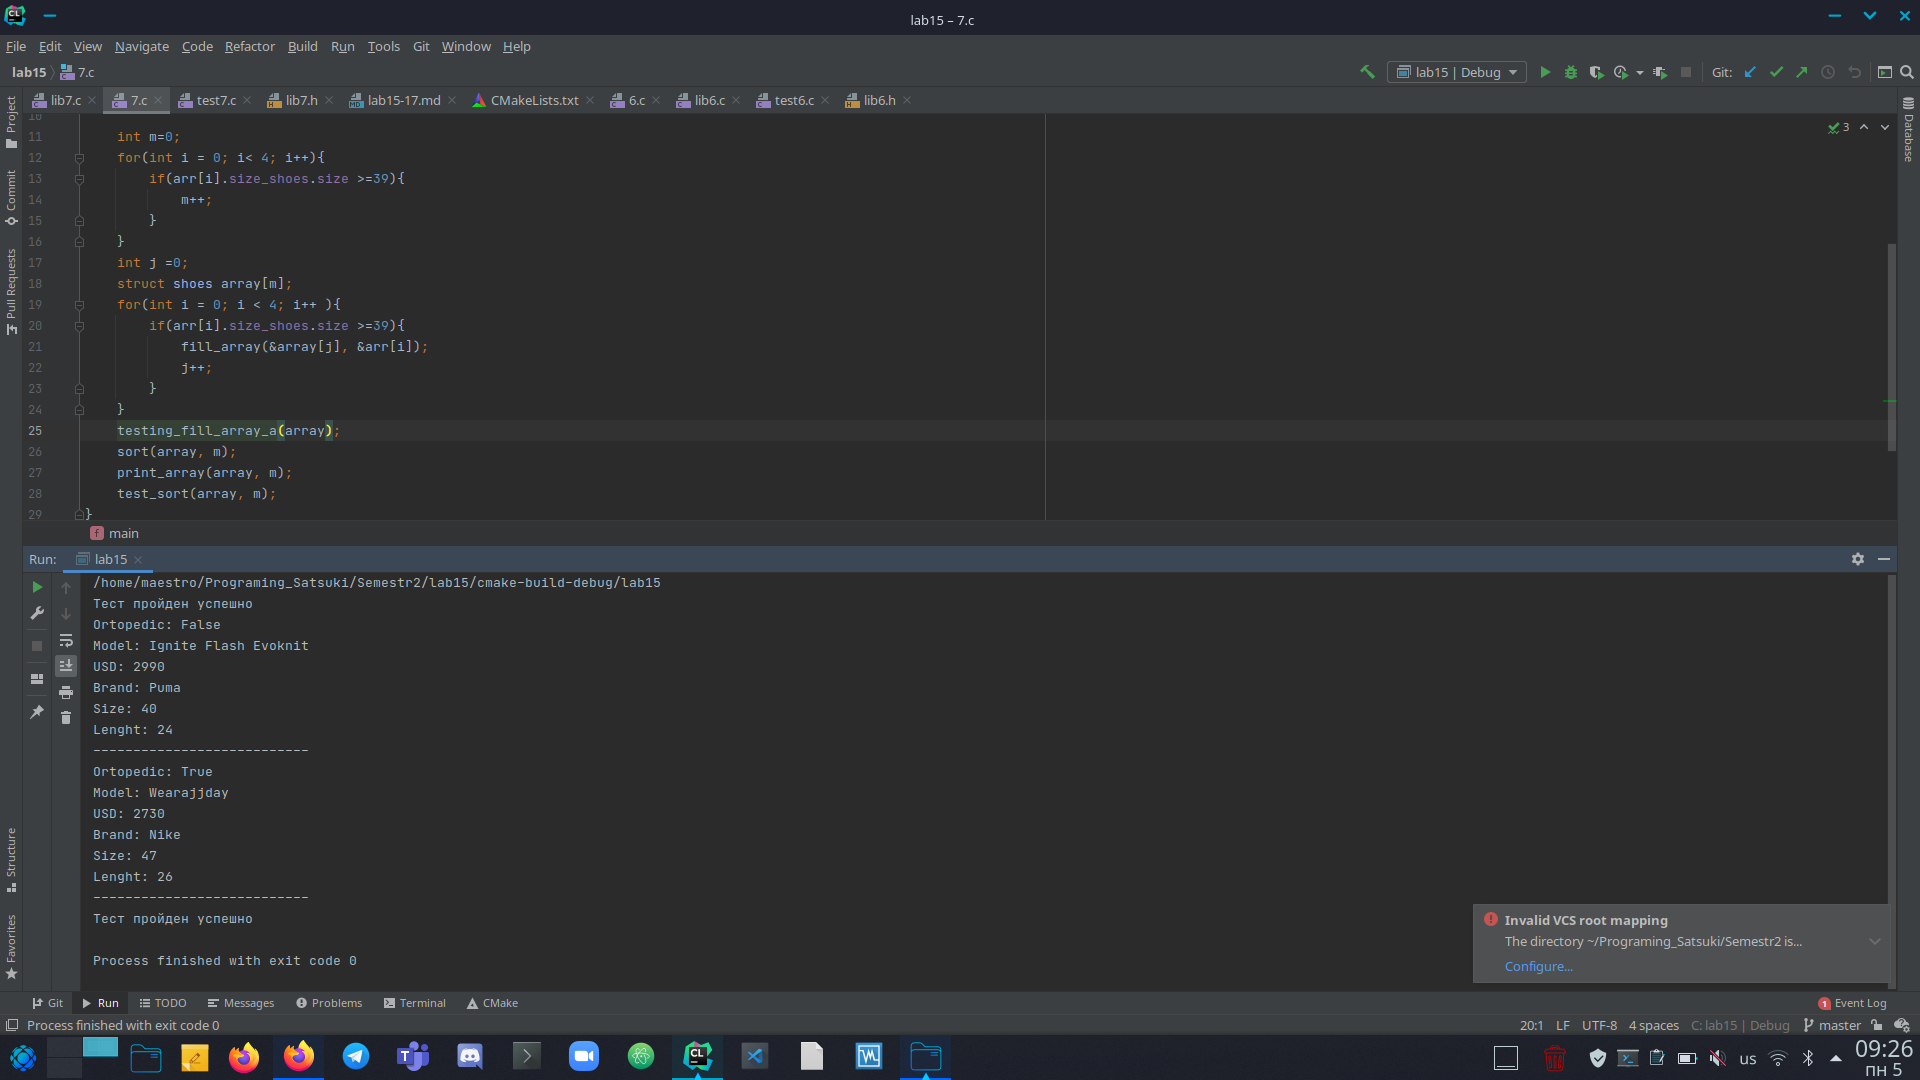 lab15 – 7.c
File Edit View Navigate Code Refactor Build Run Tools Git Window Help
lab15 7.c
lab15 | Debug Git:
lib7.c 7.c test7.c lib7.h lab15-17.md CMakeLists.txt 6.c lib6.c test6.c lib6.h
Project
Commit
Pull Requests
Structure
Favorites
Database
3
10
11 int m=0;
12 for(int i = 0; i< 4; i++){
13 if(arr[i].size_shoes.size >=39){
14 m++;
15 }
16 }
17 int j =0;
18 struct shoes array[m];
19 for(int i = 0; i < 4; i++ ){
20 if(arr[i].size_shoes.size >=39){
21 fill_array(&array[j], &arr[i]);
22 j++;
23 }
24 }
25 testing_fill_array_a(array);
26 sort(array, m);
27 print_array(array, m);
28 test_sort(array, m);
29 }
f main
Run: lab15
/home/maestro/Programing_Satsuki/Semestr2/lab15/cmake-build-debug/lab15
Тест пройден успешно
Ortopedic: False
Model: Ignite Flash Evoknit
USD: 2990
Brand: Puma
Size: 40
Lenght: 24
---------------------------
Ortopedic: True
Model: Wearajjday
USD: 2730
Brand: Nike
Size: 47
Lenght: 26
---------------------------
Тест пройден успешно
Process finished with exit code 0
Invalid VCS root mapping
The directory ~/Programing_Satsuki/Semestr2 is...
Configure...
Git Run TODO Messages Problems Terminal CMake 1 Event Log
Process finished with exit code 0 20:1 LF UTF-8 4 spaces C: lab15 | Debug master
us 09:26
пн 5